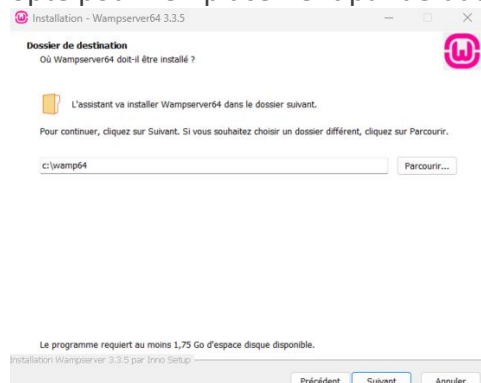 Installation - Wampserver64 3.3.5
Dossier de destination
Où Wampserver64 doit-il être installé ?
L'assistant va installer Wampserver64 dans le dossier suivant.
Pour continuer, cliquez sur Suivant. Si vous souhaitez choisir un dossier différent, cliquez sur Parcourir.
c:\wamp64
Parcourir...
Le programme requiert au moins 1,75 Go d'espace disque disponible.
Installation Wampserver 3.3.5 par Inno Setup
Précédent Suivant Annuler